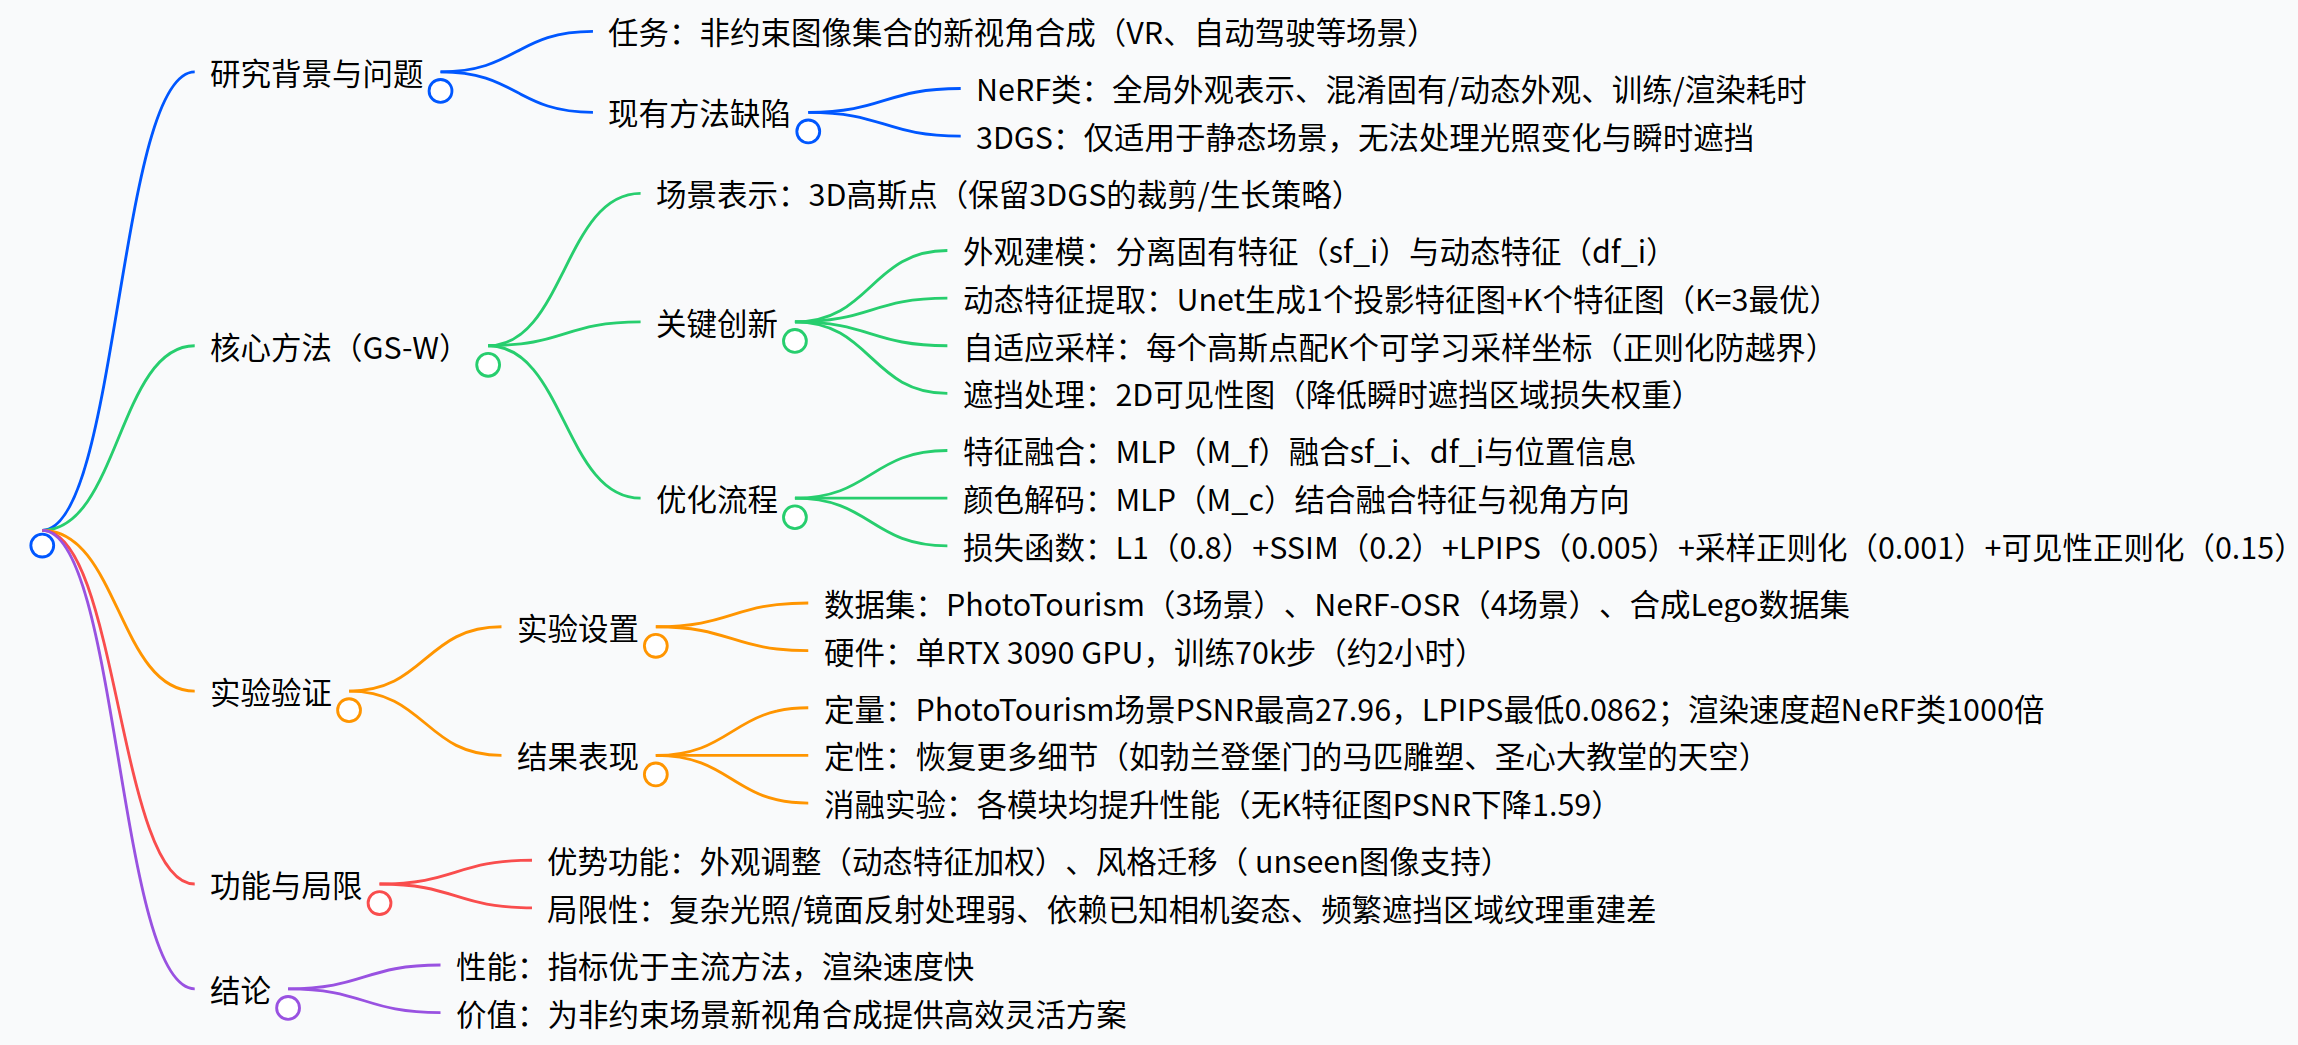 研究背景与问题
任务：非约束图像集合的新视角合成（VR、自动驾驶等场景）
现有方法缺陷
NeRF类：全局外观表示、混淆固有/动态外观、训练/渲染耗时
3DGS：仅适用于静态场景，无法处理光照变化与瞬时遮挡
核心方法（GS-W）
场景表示：3D高斯点（保留3DGS的裁剪/生长策略）
关键创新
外观建模：分离固有特征（sf_i）与动态特征（df_i）
动态特征提取：Unet生成1个投影特征图+K个特征图（K=3最优）
自适应采样：每个高斯点配K个可学习采样坐标（正则化防越界）
遮挡处理：2D可见性图（降低瞬时遮挡区域损失权重）
优化流程
特征融合：MLP（M_f）融合sf_i、df_i与位置信息
颜色解码：MLP（M_c）结合融合特征与视角方向
损失函数：L1（0.8）+SSIM（0.2）+LPIPS（0.005）+采样正则化（0.001）+可见性正则化（0.15）
实验验证
实验设置
数据集：PhotoTourism（3场景）、NeRF-OSR（4场景）、合成Lego数据集
硬件：单RTX 3090 GPU，训练70k步（约2小时）
结果表现
定量：PhotoTourism场景PSNR最高27.96，LPIPS最低0.0862；渲染速度超NeRF类1000倍
定性：恢复更多细节（如勃兰登堡门的马匹雕塑、圣心大教堂的天空）
消融实验：各模块均提升性能（无K特征图PSNR下降1.59）
功能与局限
优势功能：外观调整（动态特征加权）、风格迁移（ unseen图像支持）
局限性：复杂光照/镜面反射处理弱、依赖已知相机姿态、频繁遮挡区域纹理重建差
结论
性能：指标优于主流方法，渲染速度快
价值：为非约束场景新视角合成提供高效灵活方案